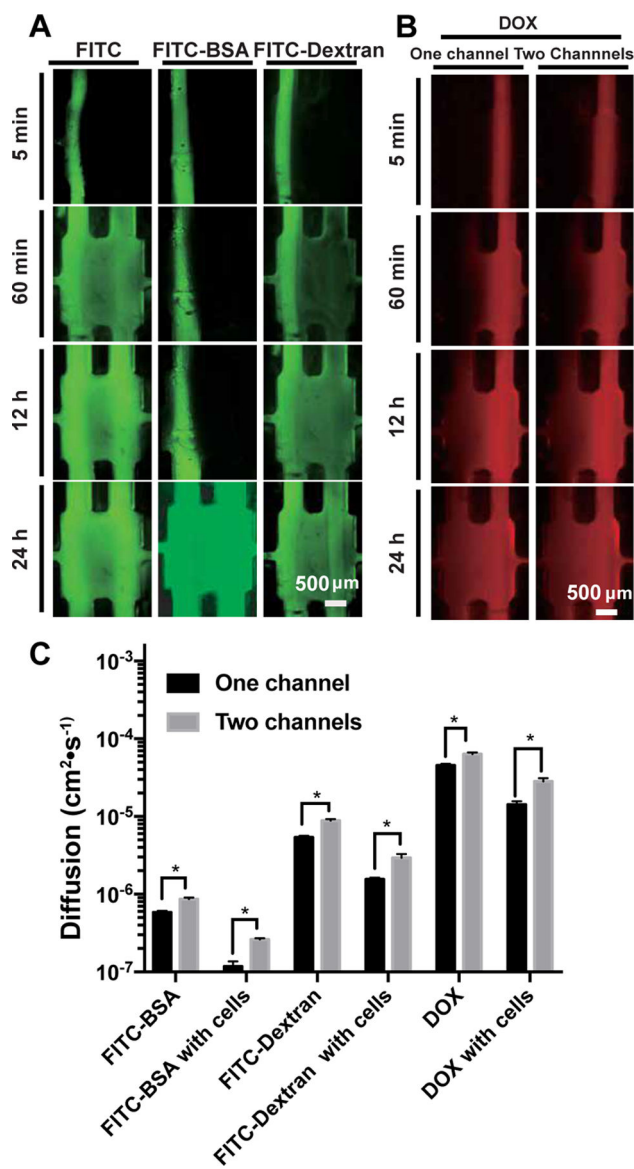 A
B
DOX
FITC FITC-BSA FITC-Dextran
One channel Two Channnels
5 min
60 min
12 h
24 h
500 µm
5 min
60 min
12 h
24 h
500 µm
C
One channel
Two channels
Diffusion (cm²•s⁻¹)
10⁻³
10⁻⁴
10⁻⁵
10⁻⁶
10⁻⁷
*
*
*
*
*
*
FITC-BSA
FITC-BSA with cells
FITC-Dextran
FITC-Dextran with cells
DOX
DOX with cells